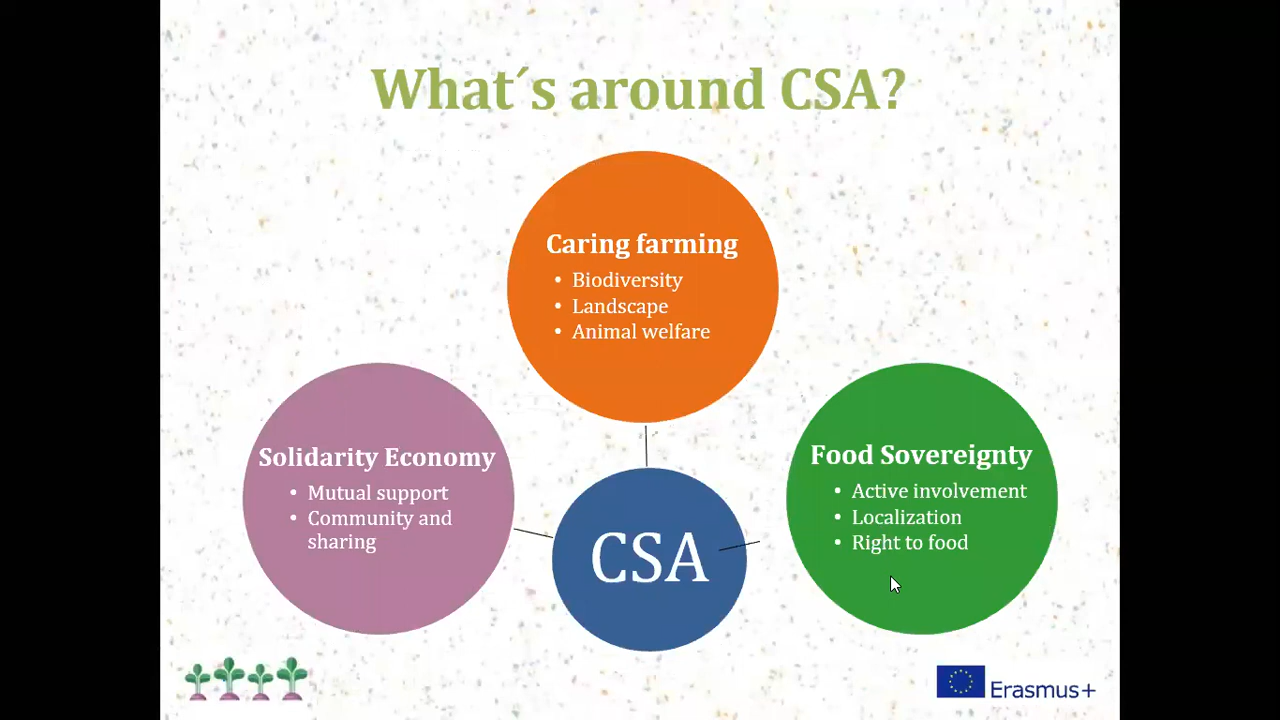 What´s around CSA?
Caring farming
• Biodiversity
• Landscape
• Animal welfare
Solidarity Economy
• Mutual support
• Community and
sharing
CSA
Food Sovereignty
• Active involvement
• Localization
• Right to food
Erasmus+